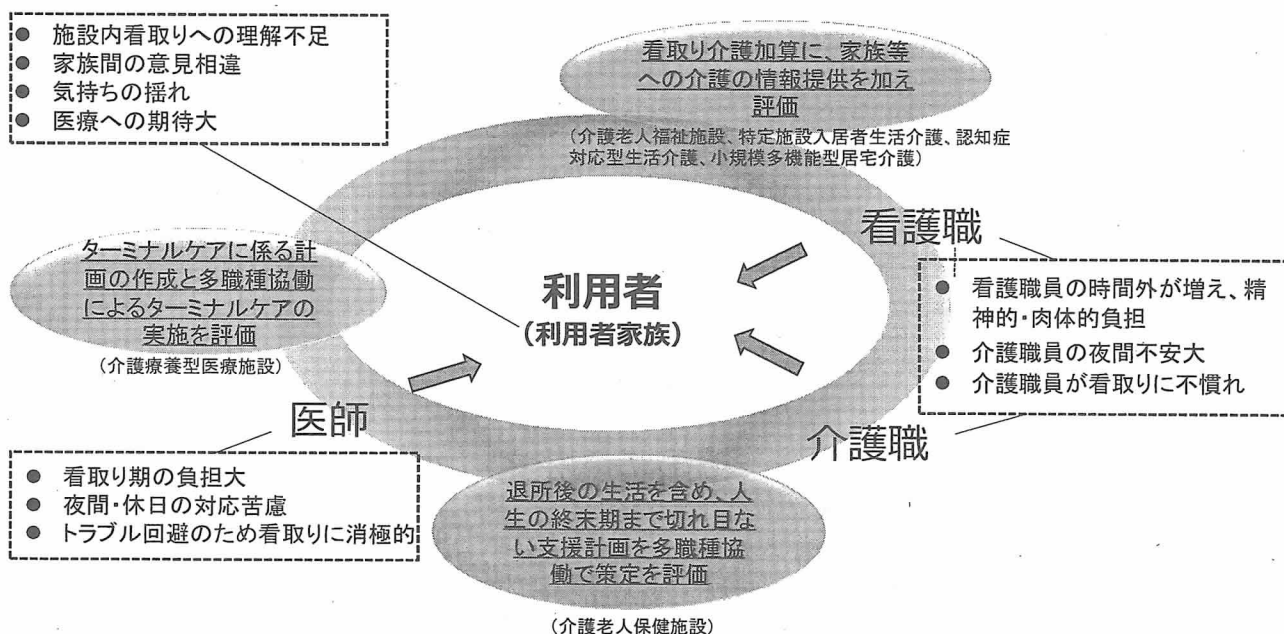 ● 施設内看取りへの理解不足
● 家族間の意見相違
● 気持ちの揺れ
● 医療への期待大
看取り介護加算に、家族等
への介護の情報提供を加え
評価
（介護老人福祉施設、特定施設入居者生活介護、認知症
対応型生活介護、小規模多機能型居宅介護）
ターミナルケアに係る計
画の作成と多職種協働
によるターミナルケアの
実施を評価
（介護療養型医療施設）
利用者
（利用者家族）
看護職
● 看護職員の時間外が増え、精
神的・肉体的負担
● 介護職員の夜間不安大
● 介護職員が看取りに不慣れ
医師
● 看取り期の負担大
● 夜間・休日の対応苦慮
● トラブル回避のため看取りに消極的
介護職
退所後の生活を含め、人
生の終末期まで切れ目な
い支援計画を多職種協
働で策定を評価
（介護老人保健施設）